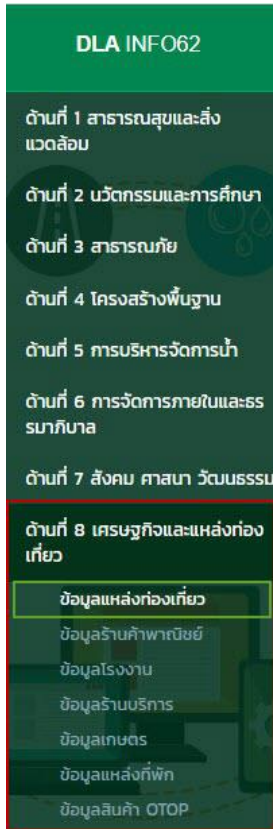 DLA INFO62
ด้านที่ 1 สาธารณสุขและสิ่ง
แวดล้อม
ด้านที่ 2 นวัตกรรมและการศึกษา
ด้านที่ 3 สาธารณภัย
ด้านที่ 4 โครงสร้างพื้นฐาน
ด้านที่ 5 การบริหารจัดการน้ำ
ด้านที่ 6 การจัดการภายในและธร
รมาภิบาล
ด้านที่ 7 สังคม ศาสนา วัฒนธรรม
ด้านที่ 8 เศรษฐกิจและแหล่งท่อง
เที่ยว
ข้อมูลแหล่งท่องเที่ยว
ข้อมูลร้านค้าพาณิชย์
ข้อมูลโรงงาน
ข้อมูลร้านบริการ
ข้อมูลเกษตร
ข้อมูลแหล่งที่พัก
ข้อมูลสินค้า OTOP